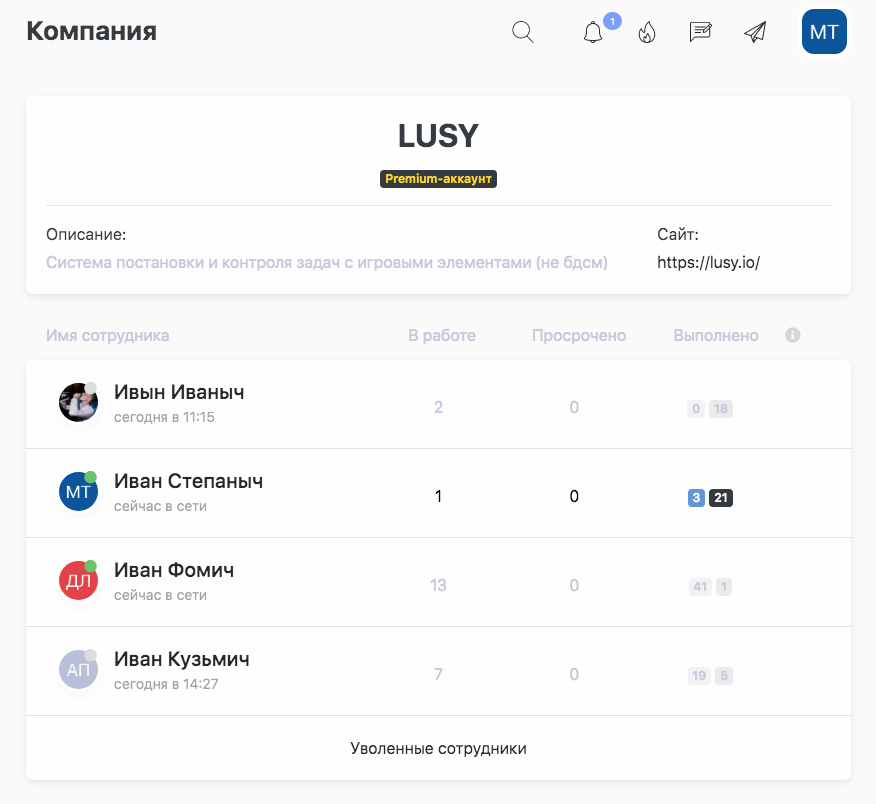 Компания
1
МТ
LUSY
Premium-аккаунт
Описание:
Сайт:
Система постановки и контроля задач с игровыми элементами (не бдсм)
https://lusy.io/
Имя сотрудника В работе Просрочено Выполнено
Ивын Иваныч
сегодня в 11:15
2 0 0 18
МТ
Иван Степаныч
сейчас в сети
1 0 3 21
ДЛ
Иван Фомич
сейчас в сети
13 0 41 1
АП
Иван Кузьмич
сегодня в 14:27
7 0 19 5
Уволенные сотрудники